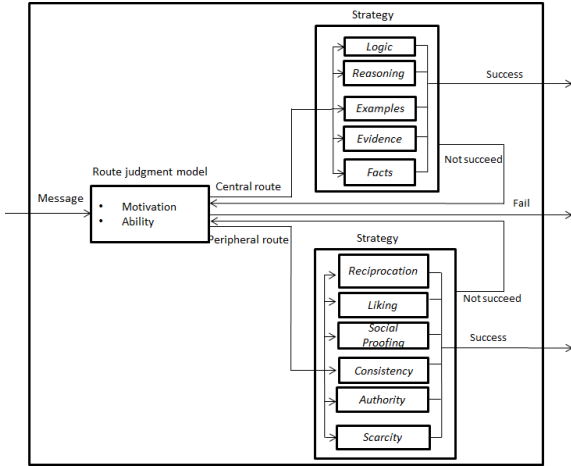 Strategy
Logic
Reasoning
Success
Examples
Evidence
Not succeed
Route judgment model
Facts
Central route
Message
• Motivation
• Ability
Fail
Peripheral route
Strategy
Reciprocation
Not succeed
Liking
Social
Proofing
Success
Consistency
Authority
Scarcity